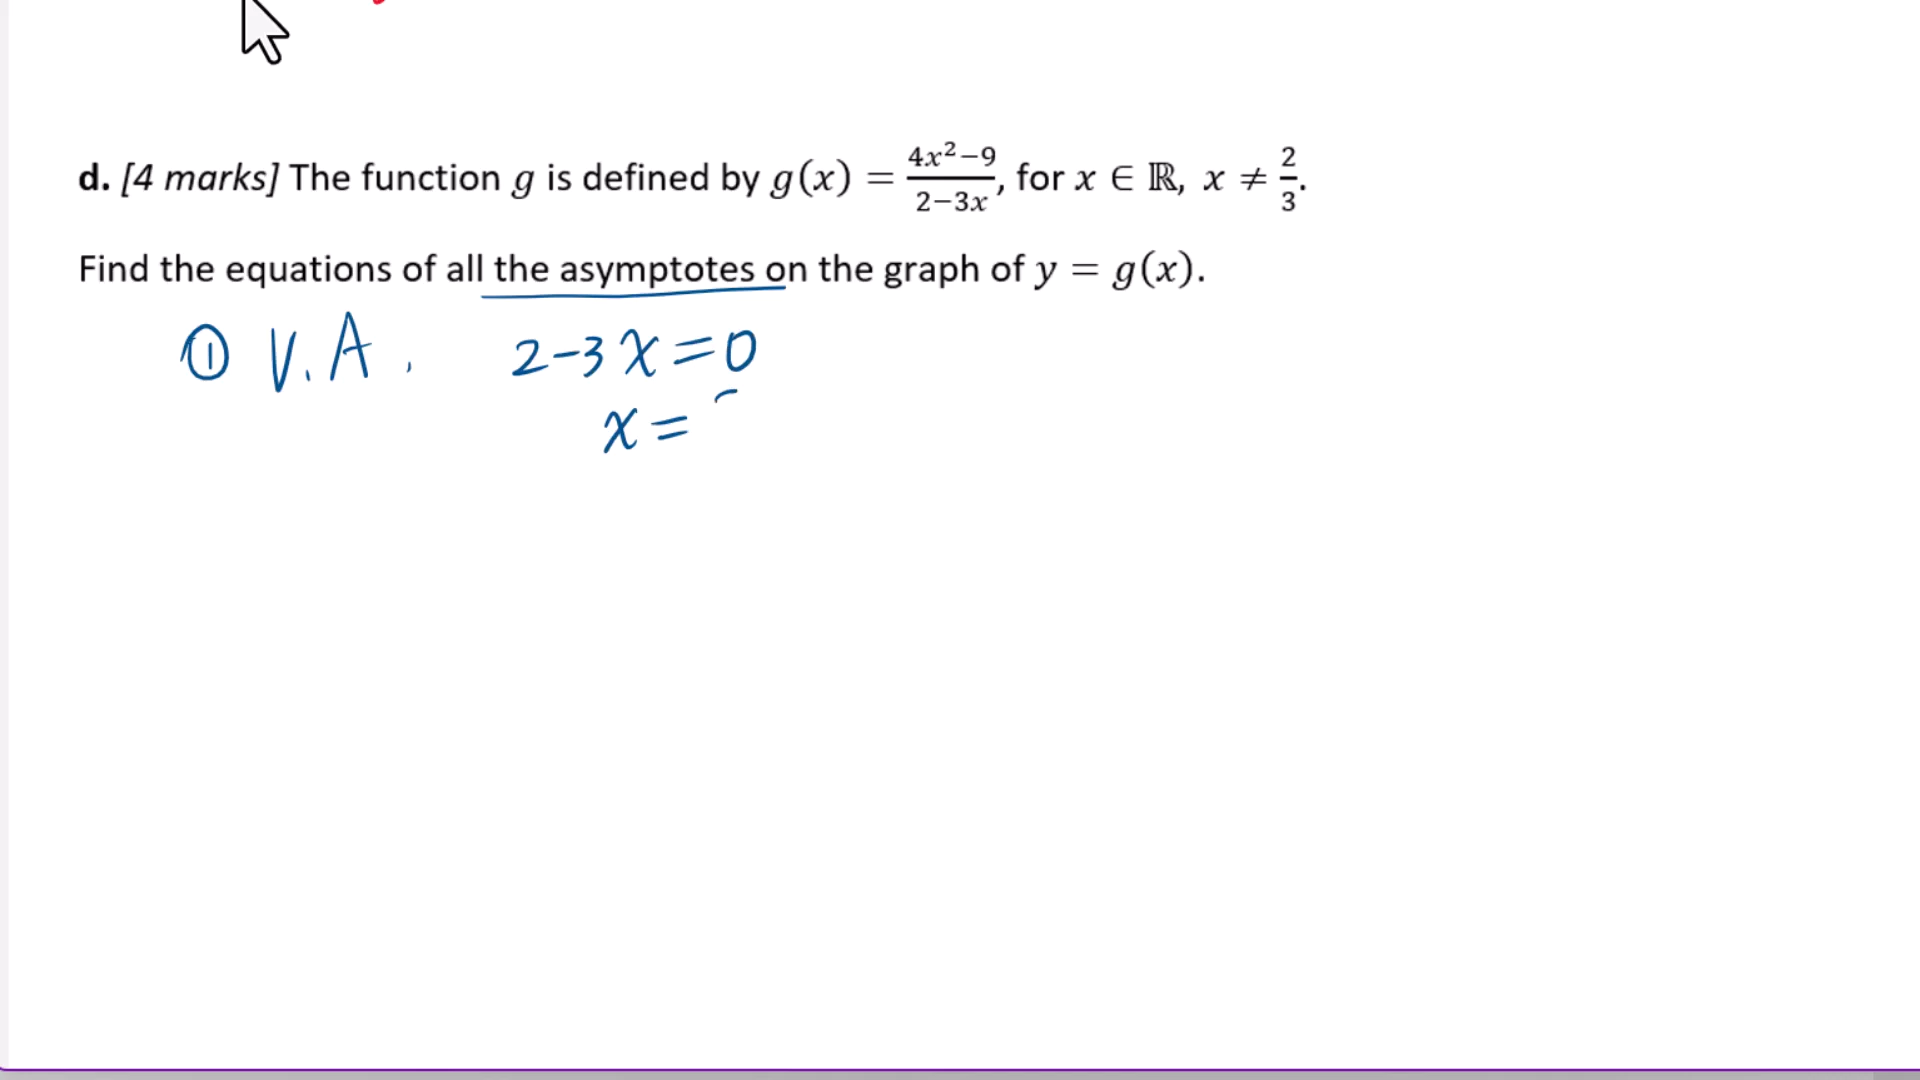 d. [4 marks] The function g is defined by g(x) = (4x²−9)/(2−3x), for x ∈ ℝ, x ≠ 2/3.
Find the equations of all the asymptotes on the graph of y = g(x).
① V.A. 2-3x=0
x=